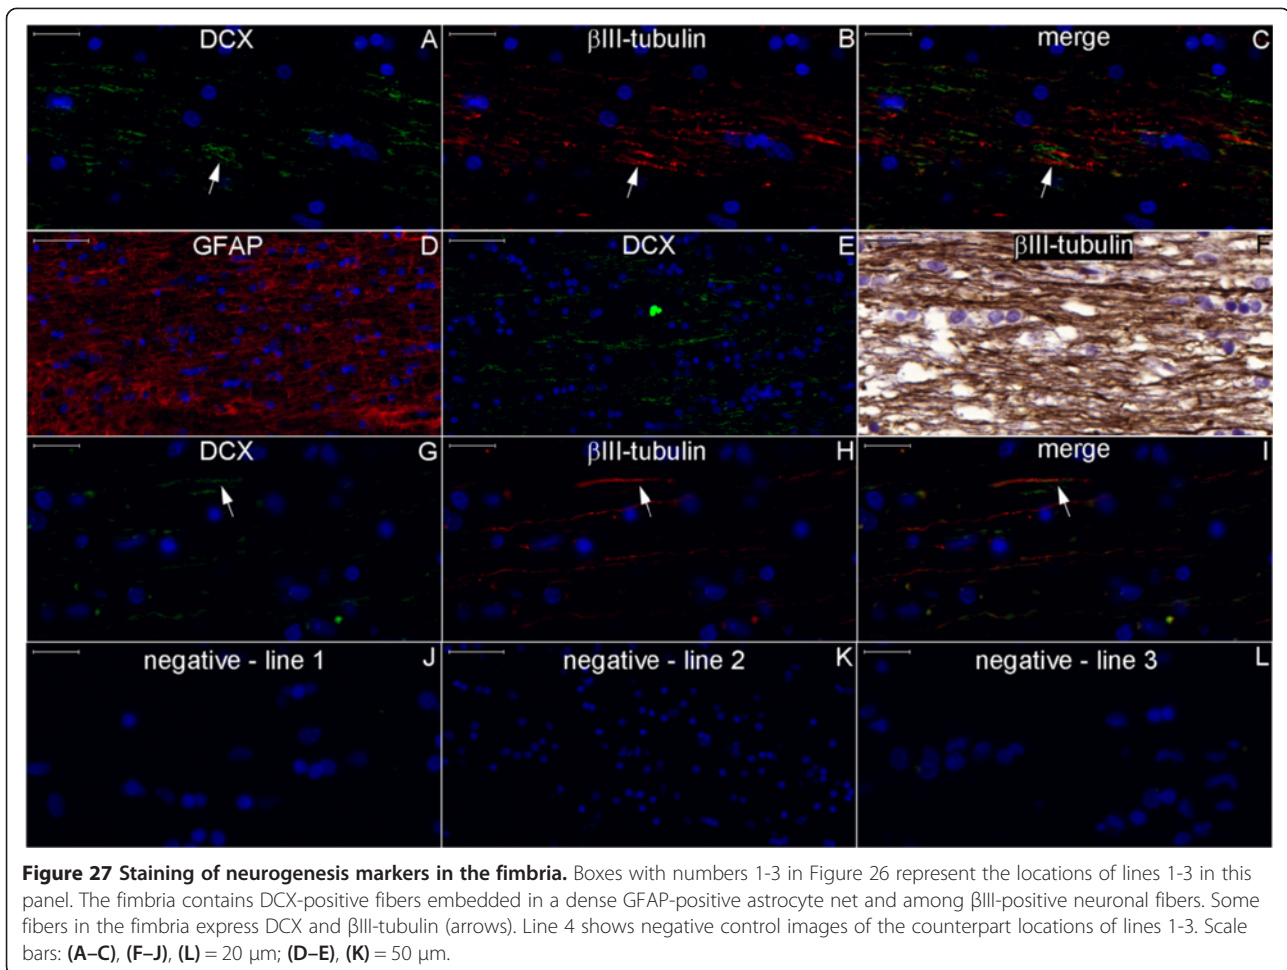 DCX A
βIII-tubulin B
merge C
GFAP D
DCX E
βIII-tubulin F
DCX G
βIII-tubulin H
merge I
negative - line 1 J
negative - line 2 K
negative - line 3 L
Figure 27 Staining of neurogenesis markers in the fimbria. Boxes with numbers 1-3 in Figure 26 represent the locations of lines 1-3 in this
panel. The fimbria contains DCX-positive fibers embedded in a dense GFAP-positive astrocyte net and among βIII-positive neuronal fibers. Some
fibers in the fimbria express DCX and βIII-tubulin (arrows). Line 4 shows negative control images of the counterpart locations of lines 1-3. Scale
bars: (A–C), (F–J), (L) = 20 μm; (D–E), (K) = 50 μm.